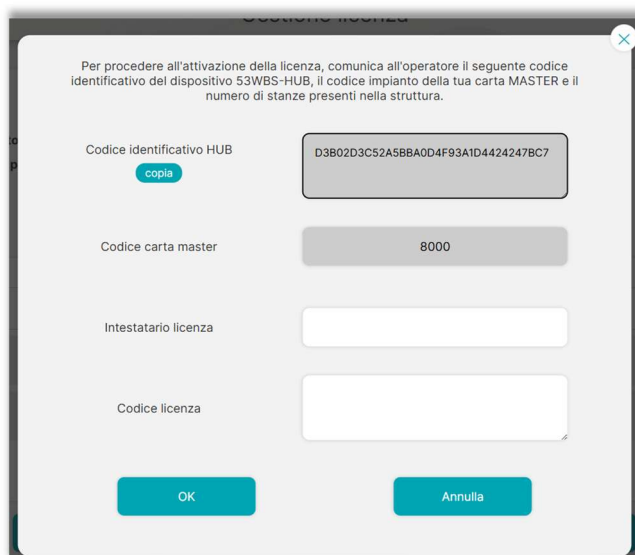 Gestione licenza
Per procedere all'attivazione della licenza, comunica all'operatore il seguente codice
identificativo del dispositivo 53WBS-HUB, il codice impianto della tua carta MASTER e il
numero di stanze presenti nella struttura.
Codice identificativo HUB
copia
D3B02D3C52A5BBA0D4F93A1D4424247BC7
Codice carta master
8000
Intestatario licenza
Codice licenza
OK
Annulla